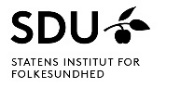 SDU
STATENS INSTITUT FOR
FOLKESUNDHED